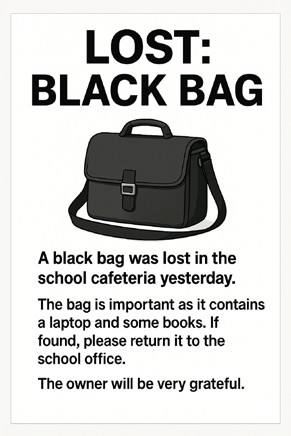 LOST:
BLACK BAG
A black bag was lost in the
school cafeteria yesterday.
The bag is important as it contains
a laptop and some books. If
found, please return it to the
school office.
The owner will be very grateful.